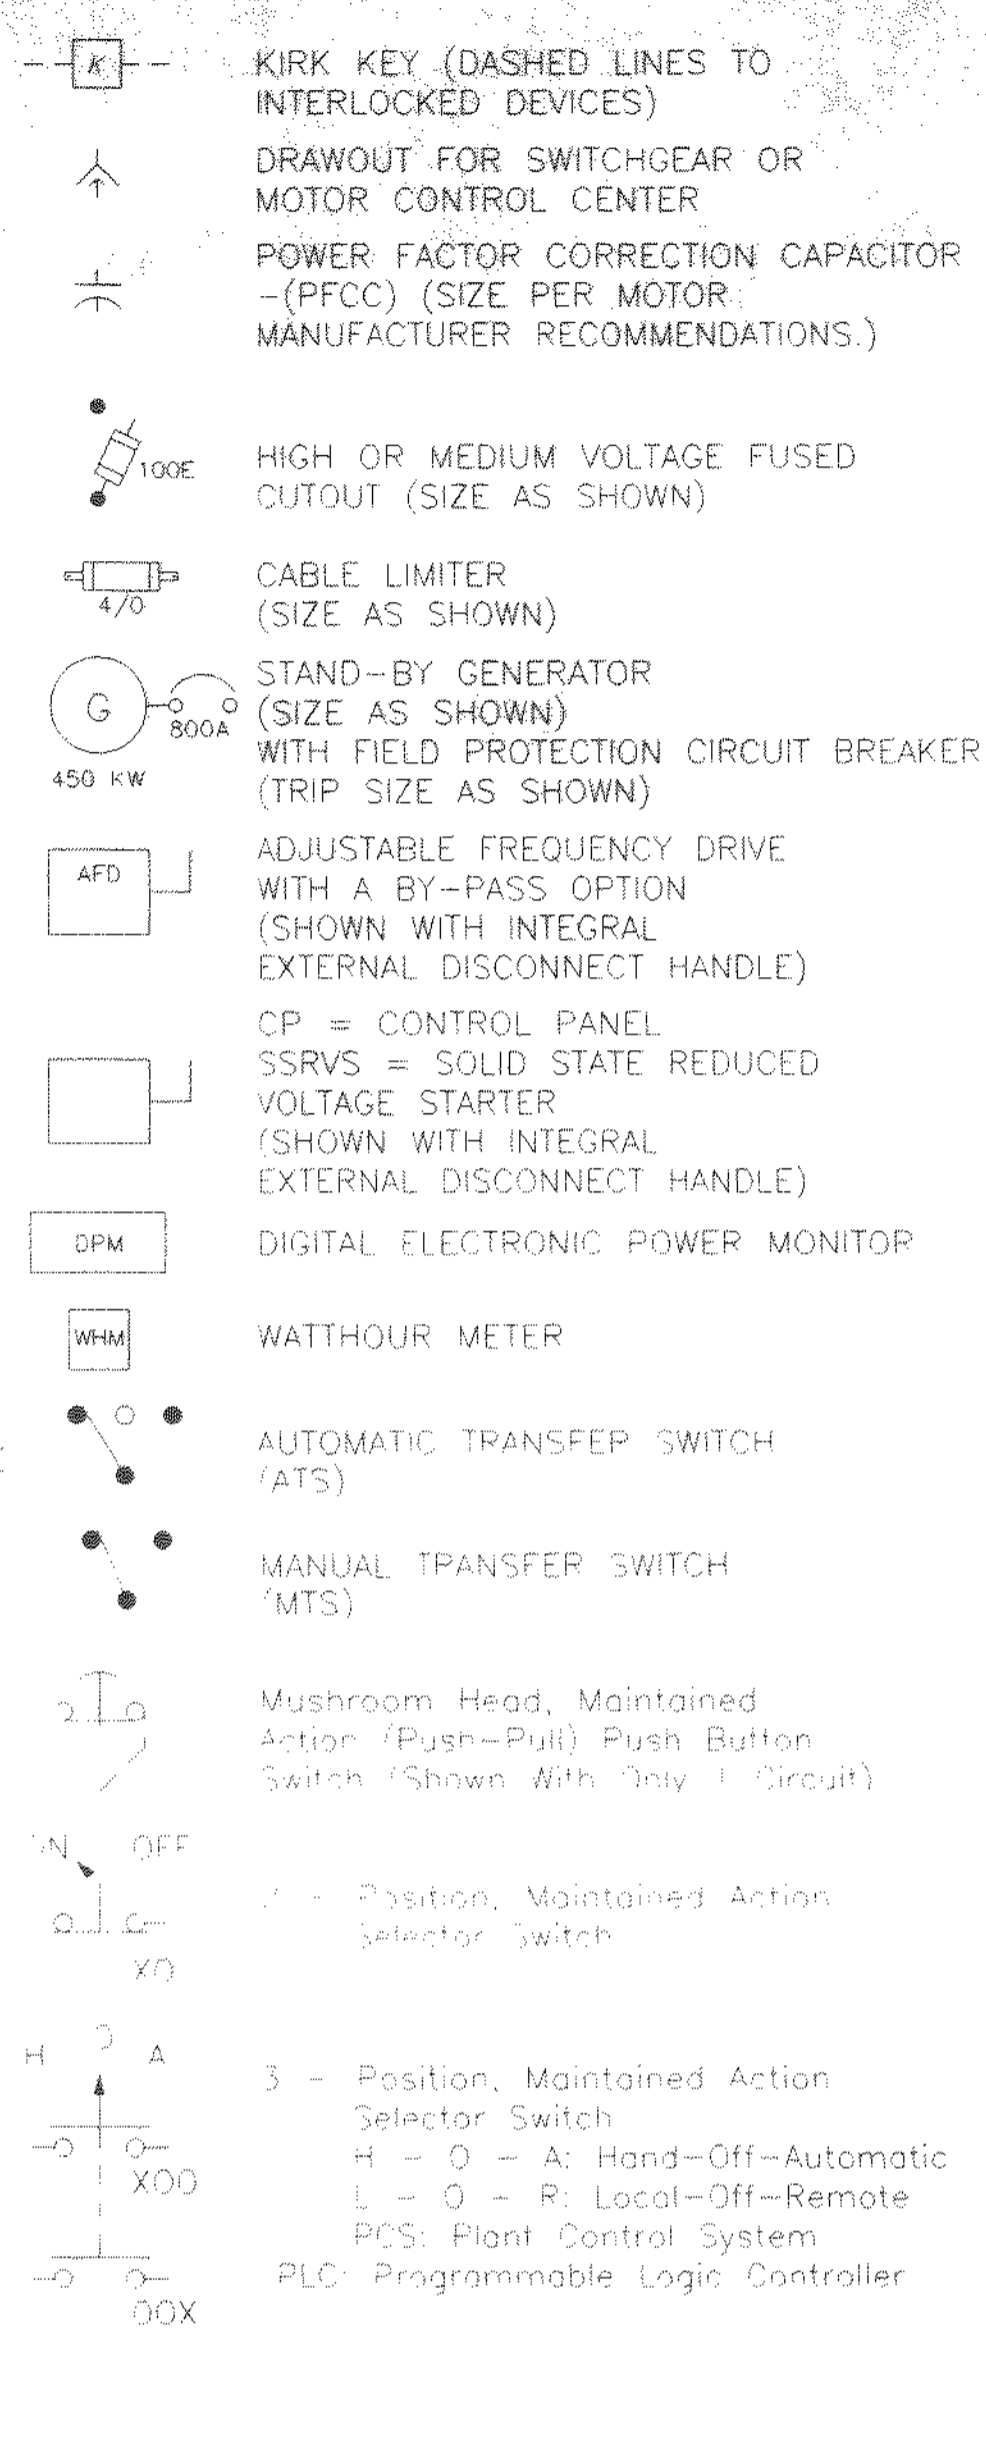 K
KIRK KEY (DASHED LINES TO
INTERLOCKED DEVICES)
DRAWOUT FOR SWITCHGEAR OR
MOTOR CONTROL CENTER
POWER FACTOR CORRECTION CAPACITOR
-(PFCC) (SIZE PER MOTOR
MANUFACTURER RECOMMENDATIONS.)
100E
HIGH OR MEDIUM VOLTAGE FUSED
CUTOUT (SIZE AS SHOWN)
4/0
CABLE LIMITER
(SIZE AS SHOWN)
G
800A
450 KW
STAND-BY GENERATOR
(SIZE AS SHOWN)
WITH FIELD PROTECTION CIRCUIT BREAKER
(TRIP SIZE AS SHOWN)
AFD
ADJUSTABLE FREQUENCY DRIVE
WITH A BY-PASS OPTION
(SHOWN WITH INTEGRAL
EXTERNAL DISCONNECT HANDLE)
CP = CONTROL PANEL
SSRVS = SOLID STATE REDUCED
VOLTAGE STARTER
(SHOWN WITH INTEGRAL
EXTERNAL DISCONNECT HANDLE)
DPM
DIGITAL ELECTRONIC POWER MONITOR
WHM
WATTHOUR METER
AUTOMATIC TRANSFER SWITCH
(ATS)
MANUAL TRANSFER SWITCH
(MTS)
Mushroom Head, Maintained
Action (Push-Pull) Push Button
Switch (Shown With Only 1 Circuit)
ON OFF
XO
2 - Position, Maintained Action
Selector Switch
H O A
XOO
OOX
3 - Position, Maintained Action
Selector Switch
H - O - A: Hand-Off-Automatic
L - O - R: Local-Off-Remote
PCS: Plant Control System
PLC: Programmable Logic Controller